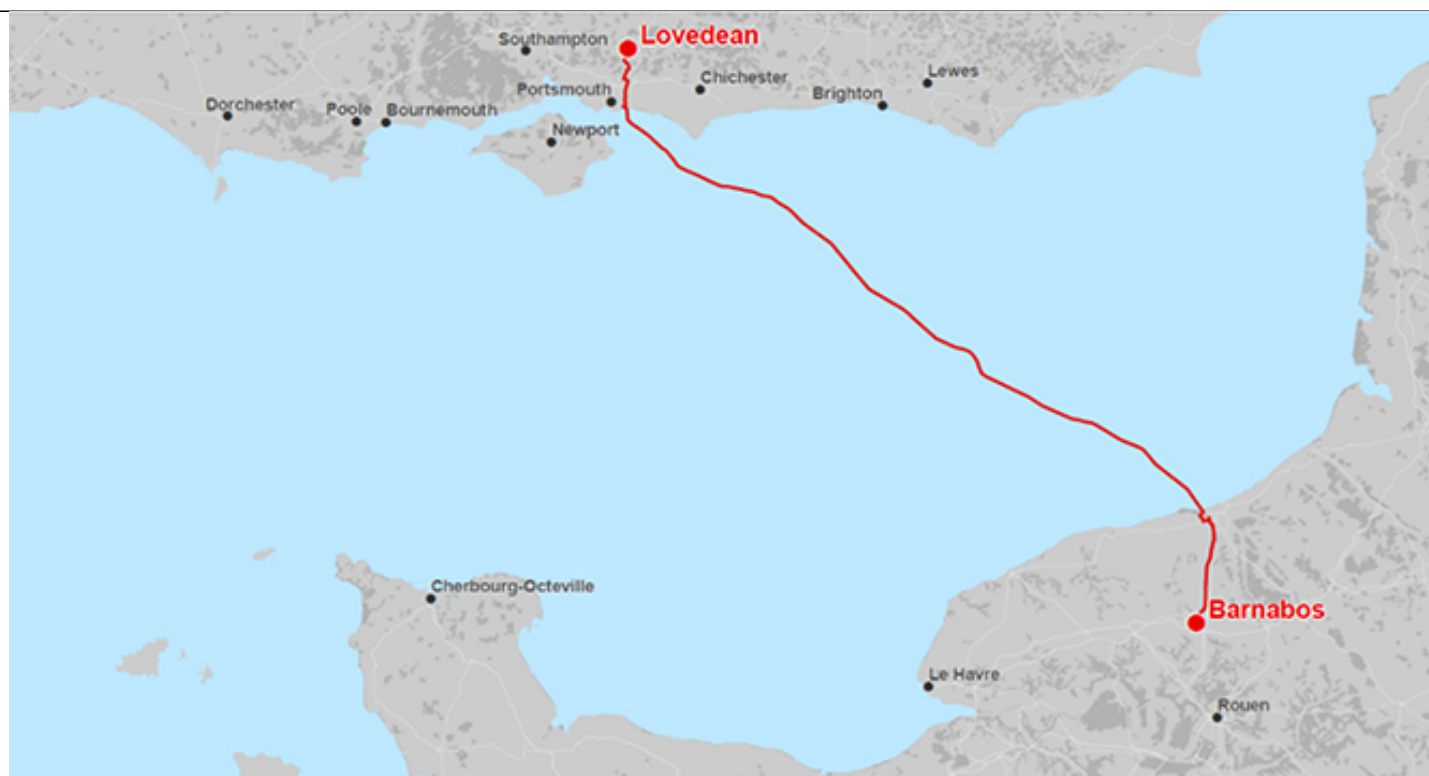 Southampton
Lovedean
Chichester
Lewes
Portsmouth
Brighton
Dorchester
Poole
Bournemouth
Newport
Cherbourg-Octeville
Barnabos
Le Havre
Rouen